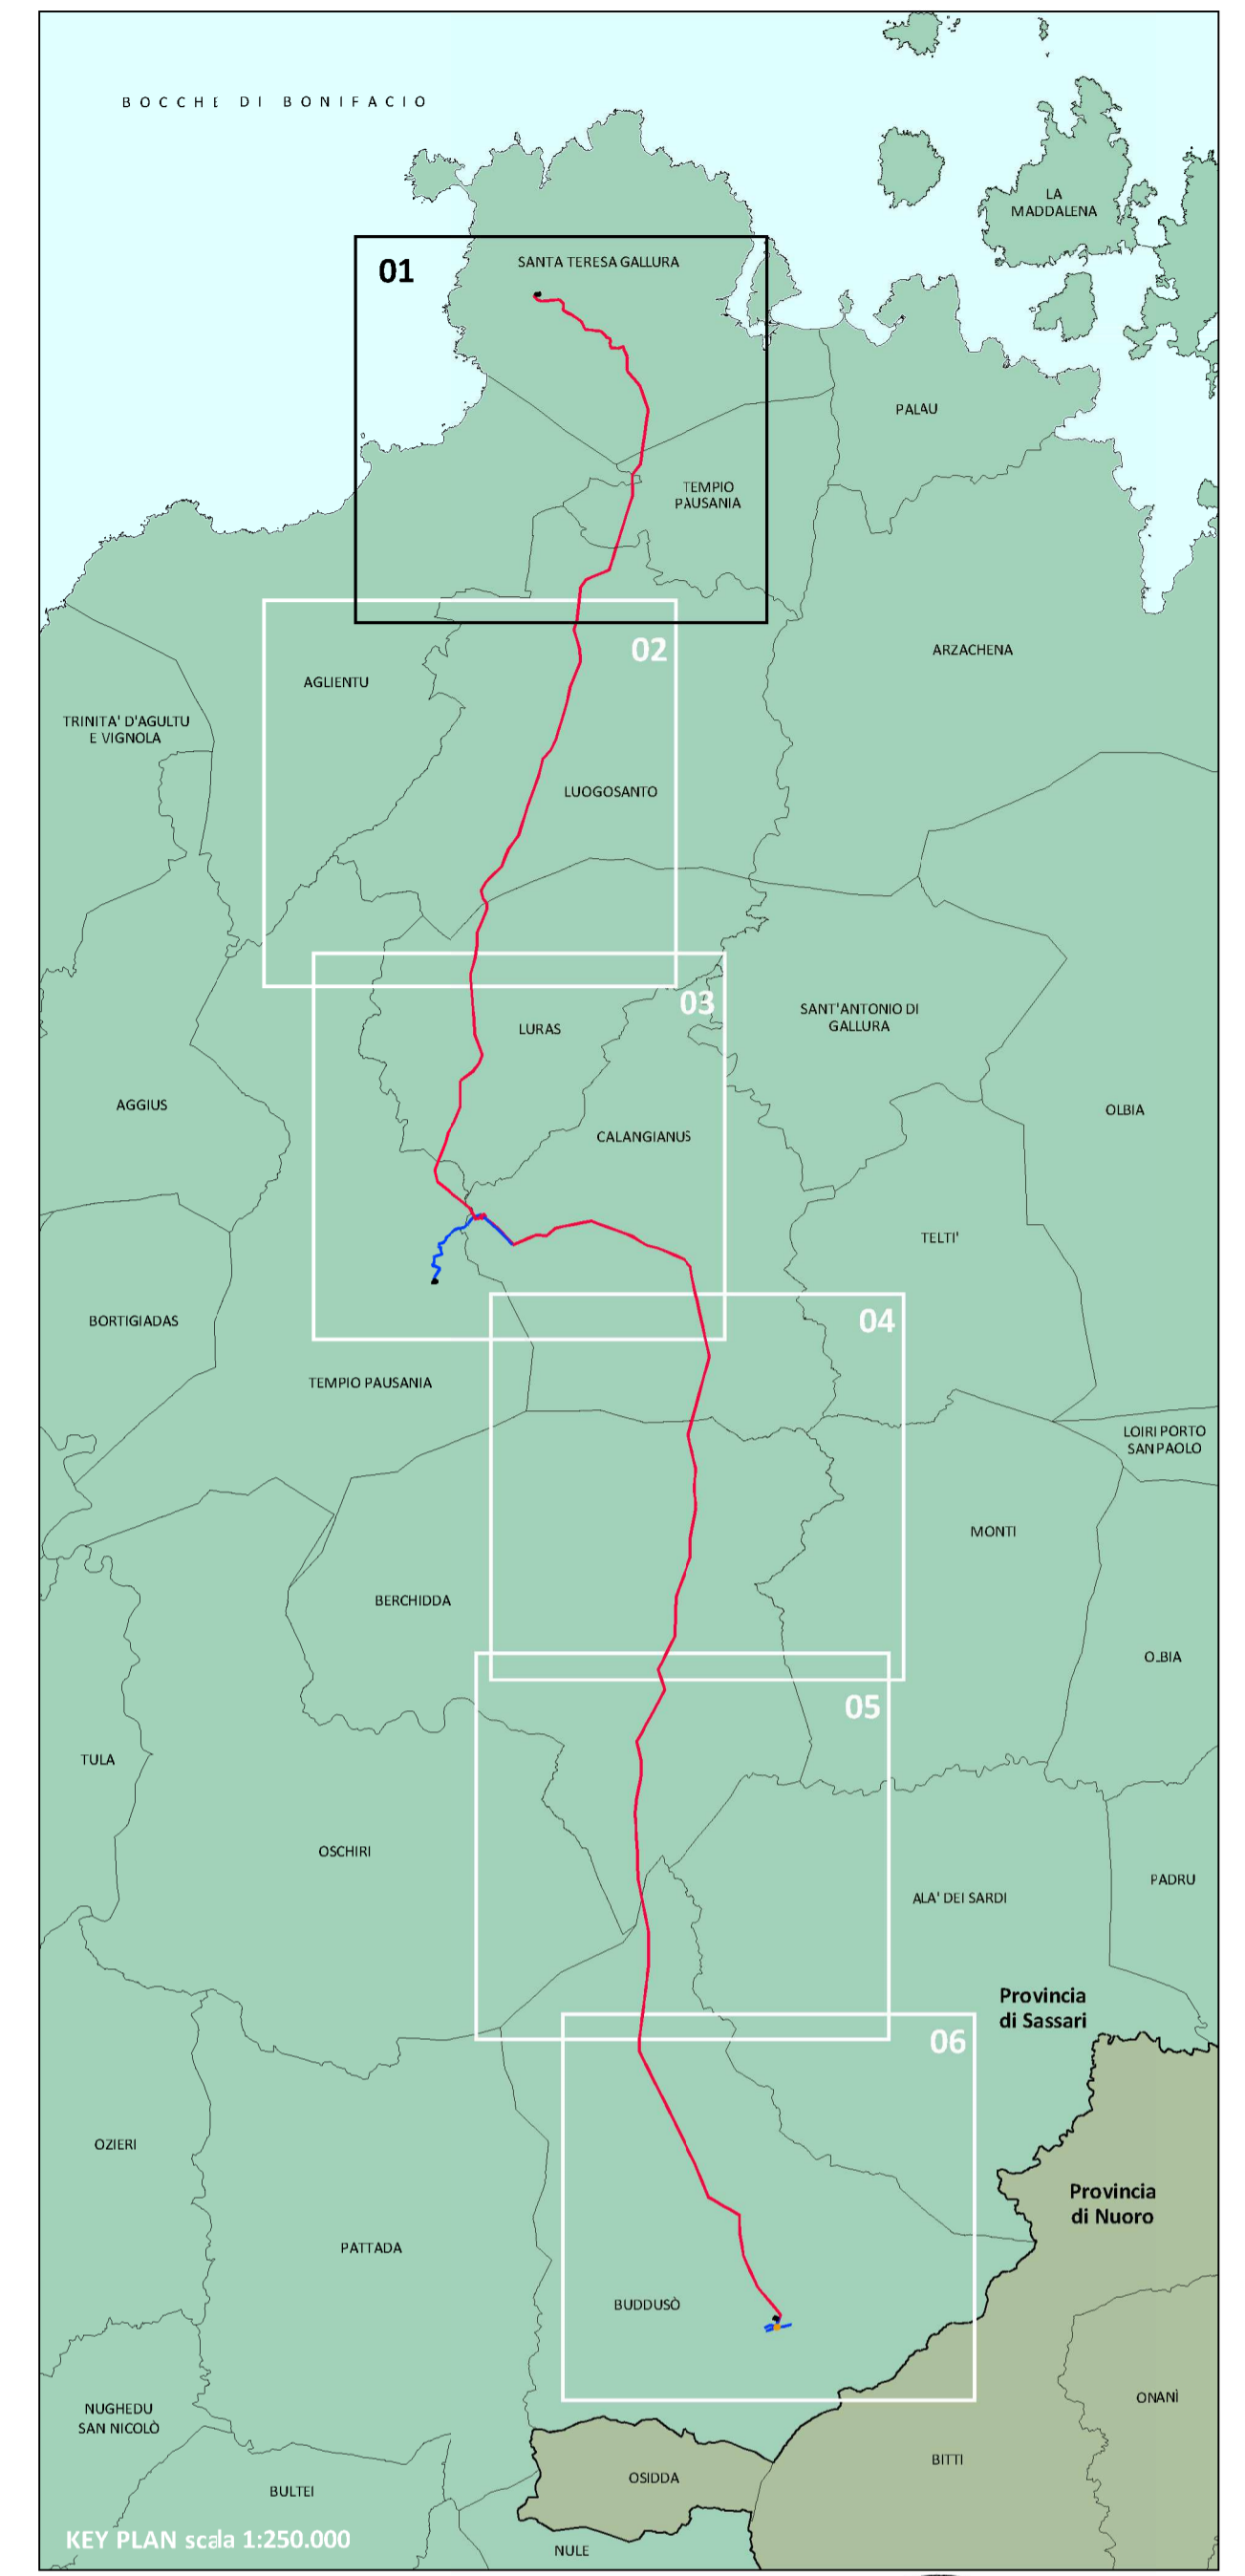 BOCCHE DI BONIFACIO
LA
MADDALENA
01
SANTA TERESA GALLURA
PALAU
TEMPIO
PAUSANIA
02
ARZACHENA
AGLIENTU
TRINITA' D'AGULTU
E VIGNOLA
LUOGOSANTO
03
SANT'ANTONIO DI
GALLURA
LURAS
AGGIUS
OLBIA
CALANGIANUS
TELTI'
04
BORTIGIADAS
TEMPIO PAUSANIA
LOIRI PORTO
SAN PAOLO
MONTI
BERCHIDDA
OLBIA
05
TULA
OSCHIRI
PADRU
ALA' DEI SARDI
Provincia
di Sassari
06
OZIERI
Provincia
di Nuoro
PATTADA
BUDDUSÒ
ONANÌ
NUGHEDU
SAN NICOLÒ
BITTI
OSIDDA
BULTEI
KEY PLAN scala 1:250.000
NULE